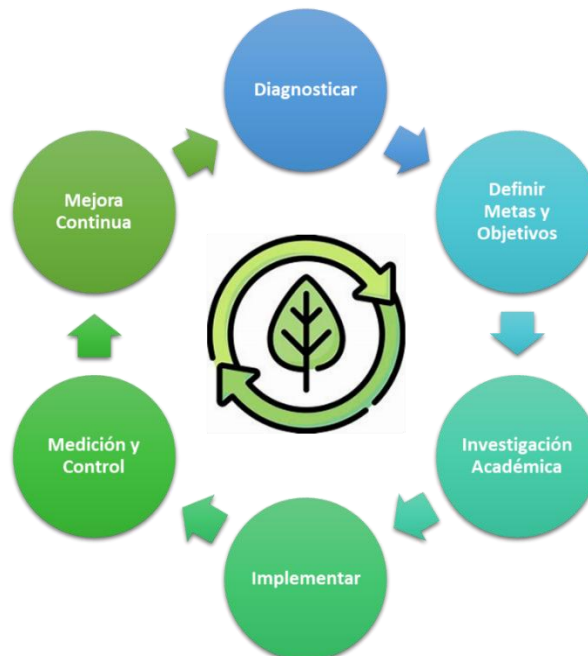 Diagnosticar
Definir
Metas y
Objetivos
Investigación
Académica
Implementar
Medición y
Control
Mejora
Continua